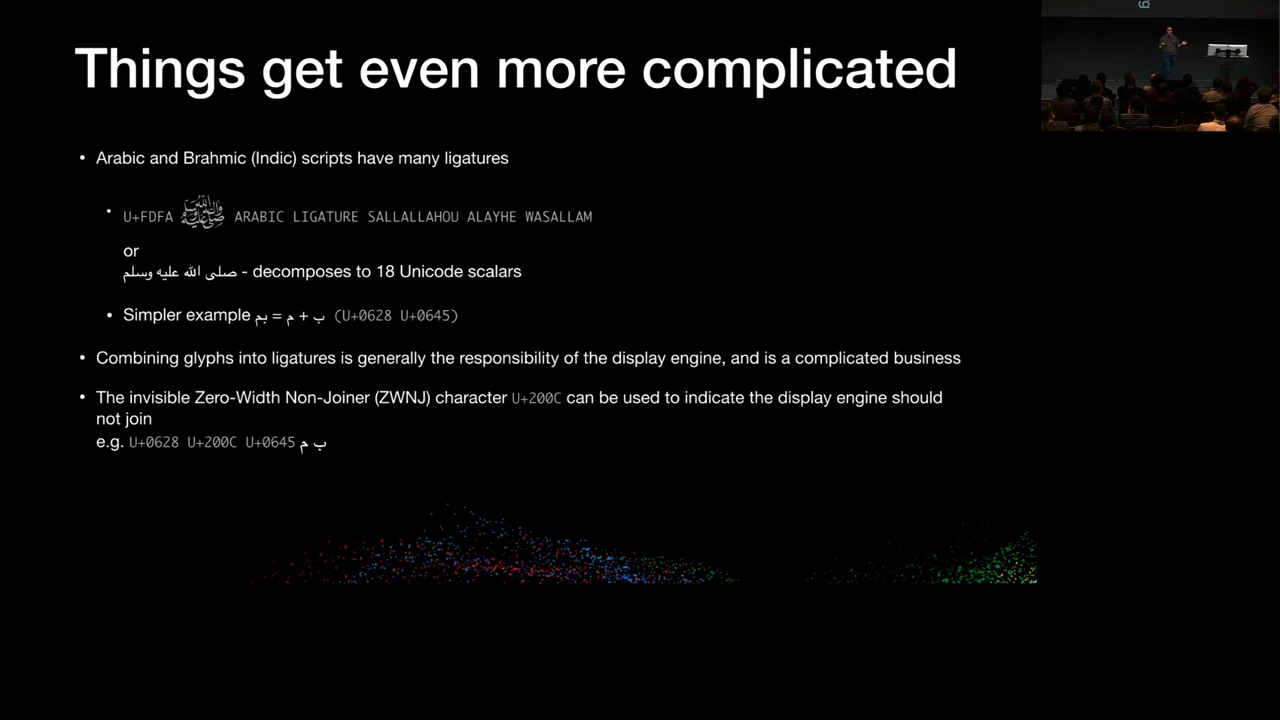 Things get even more complicated
• Arabic and Brahmic (Indic) scripts have many ligatures
• U+FDFA ﷺ ARABIC LIGATURE SALLALLAHOU ALAYHE WASALLAM
or
صلى الله عليه وسلم - decomposes to 18 Unicode scalars
• Simpler example بم = م + ب (U+0628 U+0645)
• Combining glyphs into ligatures is generally the responsibility of the display engine, and is a complicated business
• The invisible Zero-Width Non-Joiner (ZWNJ) character U+200C can be used to indicate the display engine should
not join
e.g. U+0628 U+200C U+0645 ب‌م